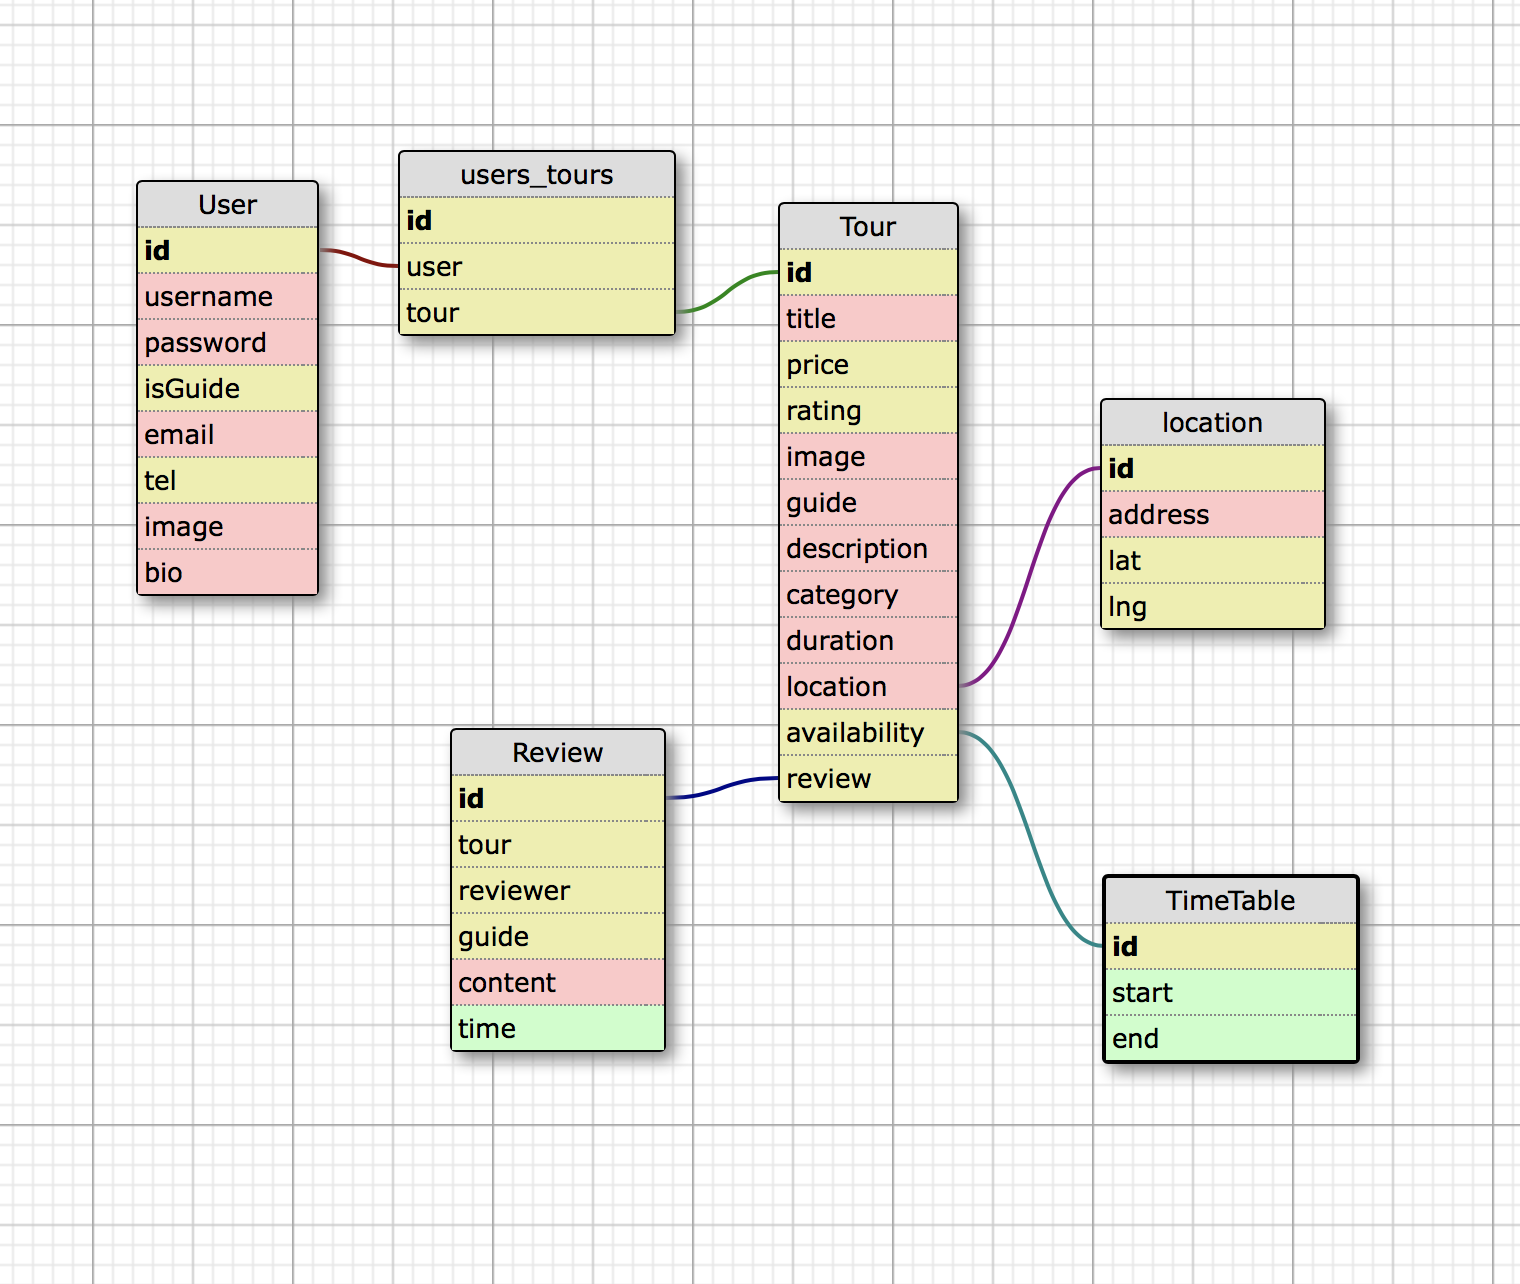 User
id
username
password
isGuide
email
tel
image
bio
users_tours
id
user
tour
Tour
id
title
price
rating
image
guide
description
category
duration
location
availability
review
location
id
address
lat
lng
Review
id
tour
reviewer
guide
content
time
TimeTable
id
start
end